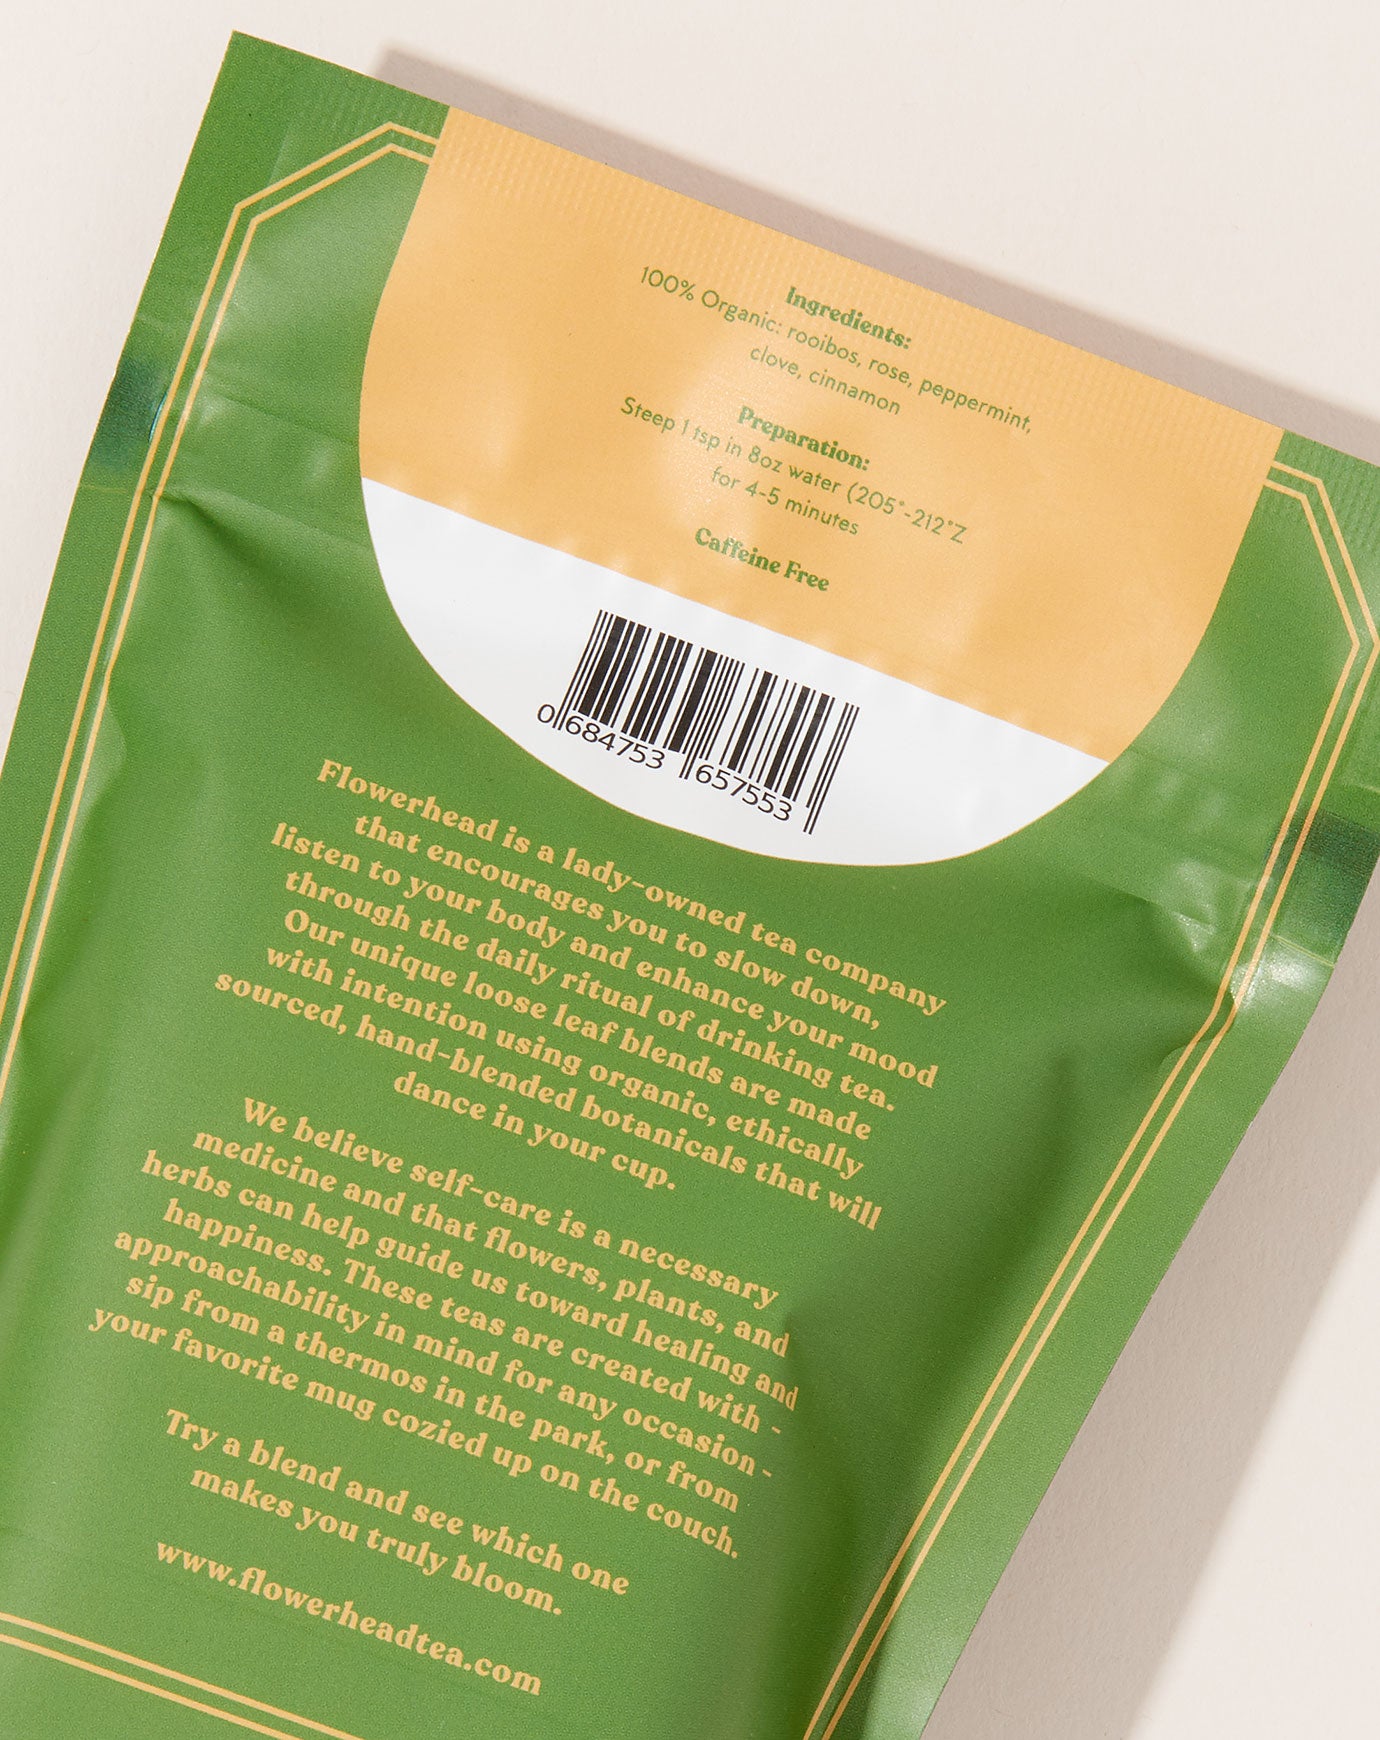 Ingredients:
100% Organic: rooibos, rose, peppermint,
clove, cinnamon
Preparation:
Steep 1 tsp in 8oz water (205°-212°Z
for 4-5 minutes
Caffeine Free
0 684753 657553
Flowerhead is a lady-owned tea company
that encourages you to slow down,
listen to your body and enhance your mood
through the daily ritual of drinking tea.
Our unique loose leaf blends are made
with intention using organic, ethically
sourced, hand-blended botanicals that will
dance in your cup.
We believe self-care is a necessary
medicine and that flowers, plants, and
herbs can help guide us toward healing and
happiness. These teas are created with -
approachability in mind for any occasion -
sip from a thermos in the park, or from
your favorite mug cozied up on the couch.
Try a blend and see which one
makes you truly bloom.
www.flowerheadtea.com